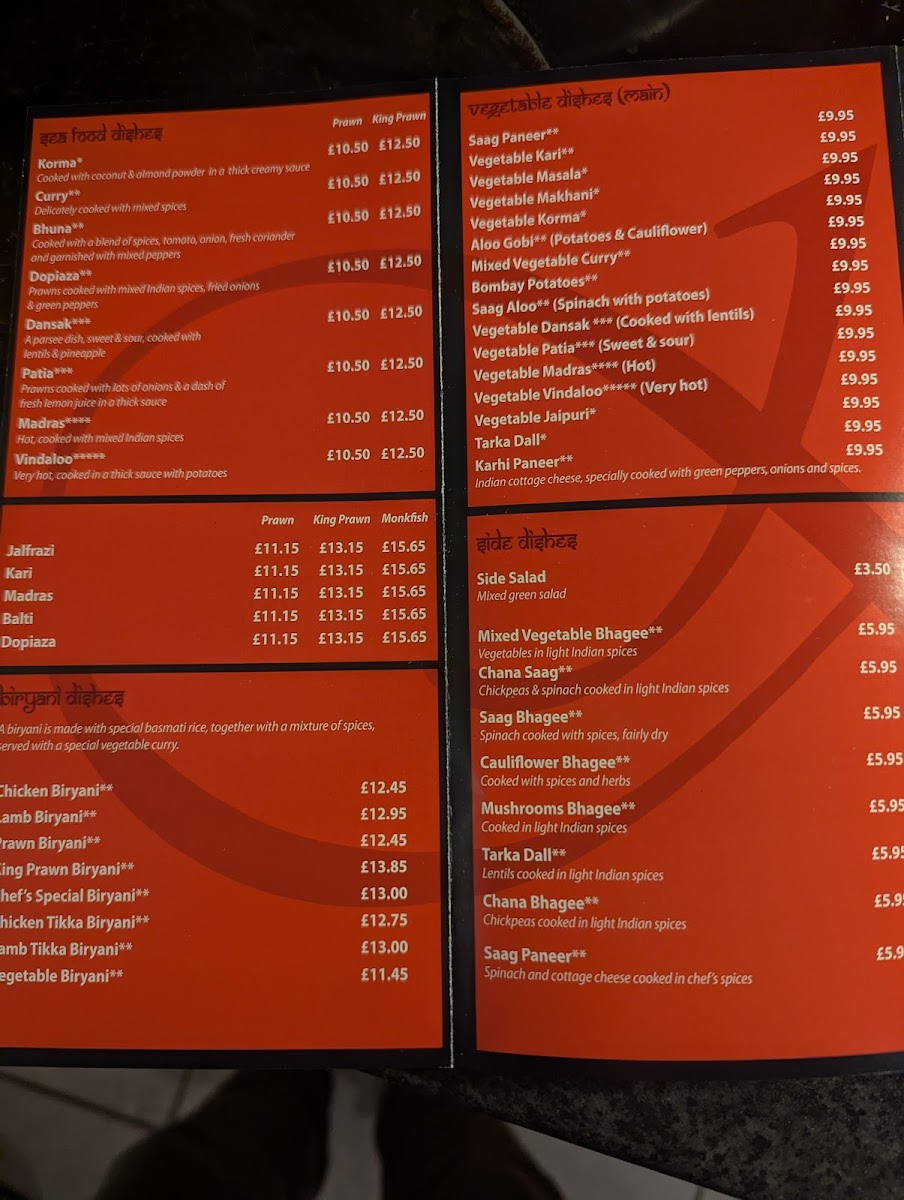 sea food dishes
Prawn King Prawn
Korma* £10.50 £12.50
Cooked with coconut & almond powder in a thick creamy sauce
Curry** £10.50 £12.50
Delicately cooked with mixed spices
Bhuna** £10.50 £12.50
Cooked with a blend of spices, tomato, onion, fresh coriander
and garnished with mixed peppers
Dopiaza** £10.50 £12.50
Prawns cooked with mixed Indian spices, fried onions
& green peppers
Dansak*** £10.50 £12.50
A parsee dish, sweet & sour, cooked with
lentils & pineapple
Patia*** £10.50 £12.50
Prawns cooked with lots of onions & a dash of
fresh lemon juice in a thick sauce
Madras**** £10.50 £12.50
Hot, cooked with mixed Indian spices
Vindaloo***** £10.50 £12.50
Very hot, cooked in a thick sauce with potatoes
Prawn King Prawn Monkfish
Jalfrazi £11.15 £13.15 £15.65
Kari £11.15 £13.15 £15.65
Madras £11.15 £13.15 £15.65
Balti £11.15 £13.15 £15.65
Dopiaza £11.15 £13.15 £15.65
biryani dishes
A biryani is made with special basmati rice, together with a mixture of spices,
served with a special vegetable curry.
Chicken Biryani** £12.45
Lamb Biryani** £12.95
Prawn Biryani** £12.45
King Prawn Biryani** £13.85
Chef's Special Biryani** £13.00
Chicken Tikka Biryani** £12.75
Lamb Tikka Biryani** £13.00
Vegetable Biryani** £11.45
vegetable dishes (main)
Saag Paneer** £9.95
Vegetable Kari** £9.95
Vegetable Masala* £9.95
Vegetable Makhani* £9.95
Vegetable Korma* £9.95
Aloo Gobi** (Potatoes & Cauliflower) £9.95
Mixed Vegetable Curry** £9.95
Bombay Potatoes** £9.95
Saag Aloo** (Spinach with potatoes) £9.95
Vegetable Dansak *** (Cooked with lentils) £9.95
Vegetable Patia*** (Sweet & sour) £9.95
Vegetable Madras**** (Hot) £9.95
Vegetable Vindaloo***** (Very hot) £9.95
Vegetable Jaipuri* £9.95
Tarka Dall* £9.95
Karhi Paneer** £9.95
Indian cottage cheese, specially cooked with green peppers, onions and spices.
side dishes
Side Salad £3.50
Mixed green salad
Mixed Vegetable Bhagee** £5.95
Vegetables in light Indian spices
Chana Saag** £5.95
Chickpeas & spinach cooked in light Indian spices
Saag Bhagee** £5.95
Spinach cooked with spices, fairly dry
Cauliflower Bhagee** £5.95
Cooked with spices and herbs
Mushrooms Bhagee** £5.95
Cooked in light Indian spices
Tarka Dall** £5.95
Lentils cooked in light Indian spices
Chana Bhagee** £5.9
Chickpeas cooked in light Indian spices
Saag Paneer** £5.9
Spinach and cottage cheese cooked in chef's spices